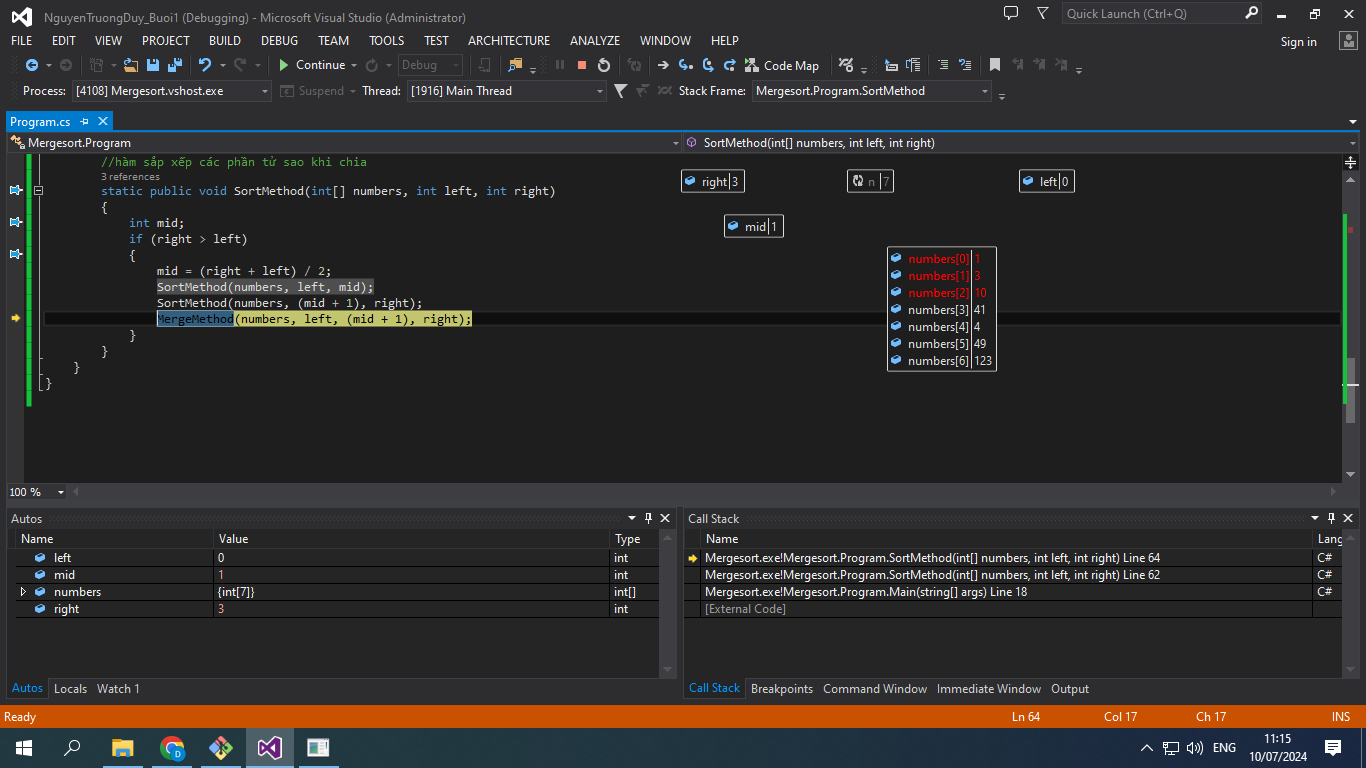 NguyenTruongDuy_Buoi1 (Debugging) - Microsoft Visual Studio (Administrator)
Quick Launch (Ctrl+Q)
FILE EDIT VIEW PROJECT BUILD DEBUG TEAM TOOLS TEST ARCHITECTURE ANALYZE WINDOW HELP
Sign in
Continue Debug Code Map
Process: [4108] Mergesort.vshost.exe Suspend Thread: [1916] Main Thread Stack Frame: Mergesort.Program.SortMethod
Program.cs
Mergesort.Program SortMethod(int[] numbers, int left, int right)
//hàm sắp xếp các phần tử sao khi chia
3 references
static public void SortMethod(int[] numbers, int left, int right)
{
int mid;
if (right > left)
{
mid = (right + left) / 2;
SortMethod(numbers, left, mid);
SortMethod(numbers, (mid + 1), right);
MergeMethod(numbers, left, (mid + 1), right);
}
}
}
}
right 3
n 7
left 0
mid 1
numbers[0] 1
numbers[1] 3
numbers[2] 10
numbers[3] 41
numbers[4] 4
numbers[5] 49
numbers[6] 123
100 %
Autos
Name Value Type
left 0 int
mid 1 int
numbers {int[7]} int[]
right 3 int
Autos Locals Watch 1
Call Stack
Name Lang
Mergesort.exe!Mergesort.Program.SortMethod(int[] numbers, int left, int right) Line 64 C#
Mergesort.exe!Mergesort.Program.SortMethod(int[] numbers, int left, int right) Line 62 C#
Mergesort.exe!Mergesort.Program.Main(string[] args) Line 18 C#
[External Code]
Call Stack Breakpoints Command Window Immediate Window Output
Ready Ln 64 Col 17 Ch 17 INS
D
ENG
11:15
10/07/2024